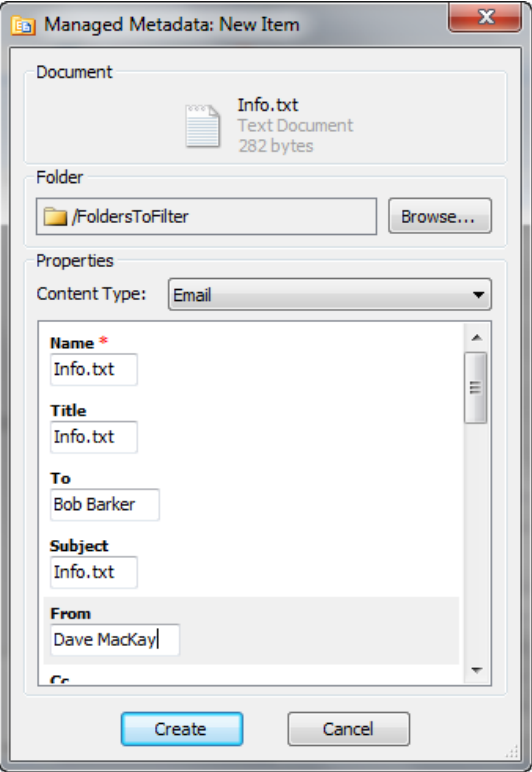 Managed Metadata: New Item
Document
Info.txt
Text Document
282 bytes
Folder
/FoldersToFilter
Browse...
Properties
Content Type: Email
Name *
Info.txt
Title
Info.txt
To
Bob Barker
Subject
Info.txt
From
Dave MacKay
Cc
Create Cancel